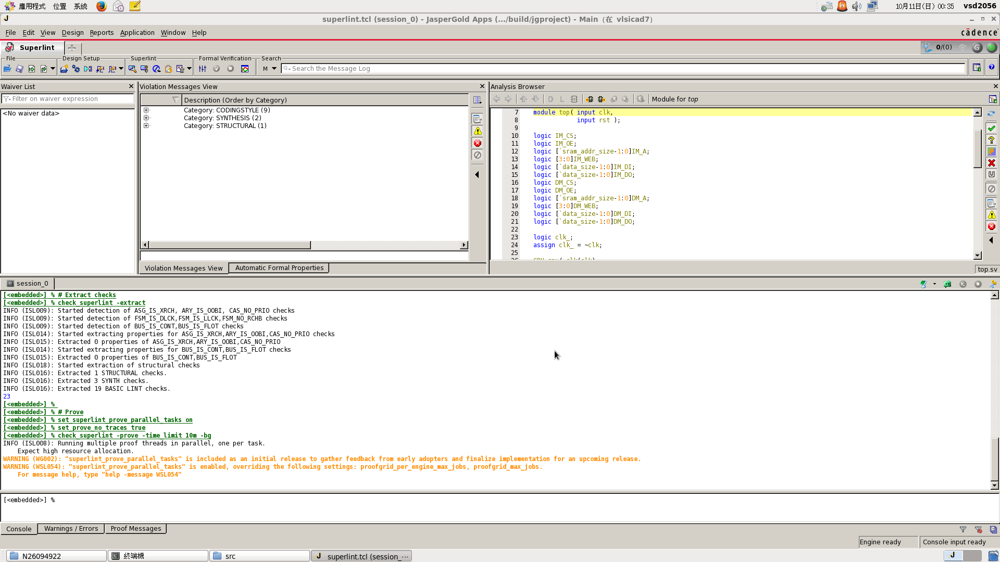 應用程式 位置 系統
10月11日(日) 00:35 vsd2056
superlint.tcl (session_0) - JasperGold Apps (.../build/jgproject) - Main (在 vlsicad7)
File Edit View Design Reports Application Window Help
cādence
Superlint
0/(0)
File Design Setup Superlint Formal Verification Search
M Search the Message Log
Waiver List
Filter on waiver expression
<No waiver data>
Violation Messages View
Description (Order by Category)
Category: CODINGSTYLE (9)
Category: SYNTHESIS (2)
Category: STRUCTURAL (1)
Violation Messages View Automatic Formal Properties
Analysis Browser
D L Module for top
7 module top( input clk,
8 input rst );
9
10 logic IM_CS;
11 logic IM_OE;
12 logic [`sram_addr_size-1:0]IM_A;
13 logic [3:0]IM_WEB;
14 logic [`data_size-1:0]IM_DI;
15 logic [`data_size-1:0]IM_DO;
16 logic DM_CS;
17 logic DM_OE;
18 logic [`sram_addr_size-1:0]DM_A;
19 logic [3:0]DM_WEB;
20 logic [`data_size-1:0]DM_DI;
21 logic [`data_size-1:0]DM_DO;
22
23 logic clk_;
24 assign clk_ = ~clk;
25
top.sv
session_0
[<embedded>] % # Extract checks
[<embedded>] % check_superlint -extract
INFO (ISL009): Started detection of ASG_IS_XRCH, ARY_IS_OOBI, CAS_NO_PRIO checks
INFO (ISL009): Started detection of FSM_IS_DLCK,FSM_IS_LLCK,FSM_NO_RCHB checks
INFO (ISL009): Started detection of BUS_IS_CONT,BUS_IS_FLOT checks
INFO (ISL014): Started extracting properties for ASG_IS_XRCH,ARY_IS_OOBI,CAS_NO_PRIO checks
INFO (ISL015): Extracted 0 properties of ASG_IS_XRCH,ARY_IS_OOBI,CAS_NO_PRIO
INFO (ISL014): Started extracting properties for BUS_IS_CONT,BUS_IS_FLOT checks
INFO (ISL015): Extracted 0 properties of BUS_IS_CONT,BUS_IS_FLOT
INFO (ISL018): Started extraction of structural checks
INFO (ISL016): Extracted 1 STRUCTURAL checks.
INFO (ISL016): Extracted 3 SYNTH checks.
INFO (ISL016): Extracted 19 BASIC LINT checks.
23
[<embedded>] %
[<embedded>] % # Prove
[<embedded>] % set_superlint_prove_parallel_tasks on
[<embedded>] % set_prove_no_traces true
[<embedded>] % check_superlint -prove -time_limit 10m -bg
INFO (ISL008): Running multiple proof threads in parallel, one per task.
Expect high resource allocation.
WARNING (WG002): "superlint_prove_parallel_tasks" is included as an initial release to gather feedback from early adopters and finalize implementation for an upcoming release.
WARNING (WSL054): "superlint_prove_parallel_tasks" is enabled, overriding the following settings: proofgrid_per_engine_max_jobs, proofgrid_max_jobs.
For message help, type "help -message WSL054"
[<embedded>] %
Console Warnings / Errors Proof Messages
Engine ready Console input ready
N26094922 終端機 src superlint.tcl (session_···